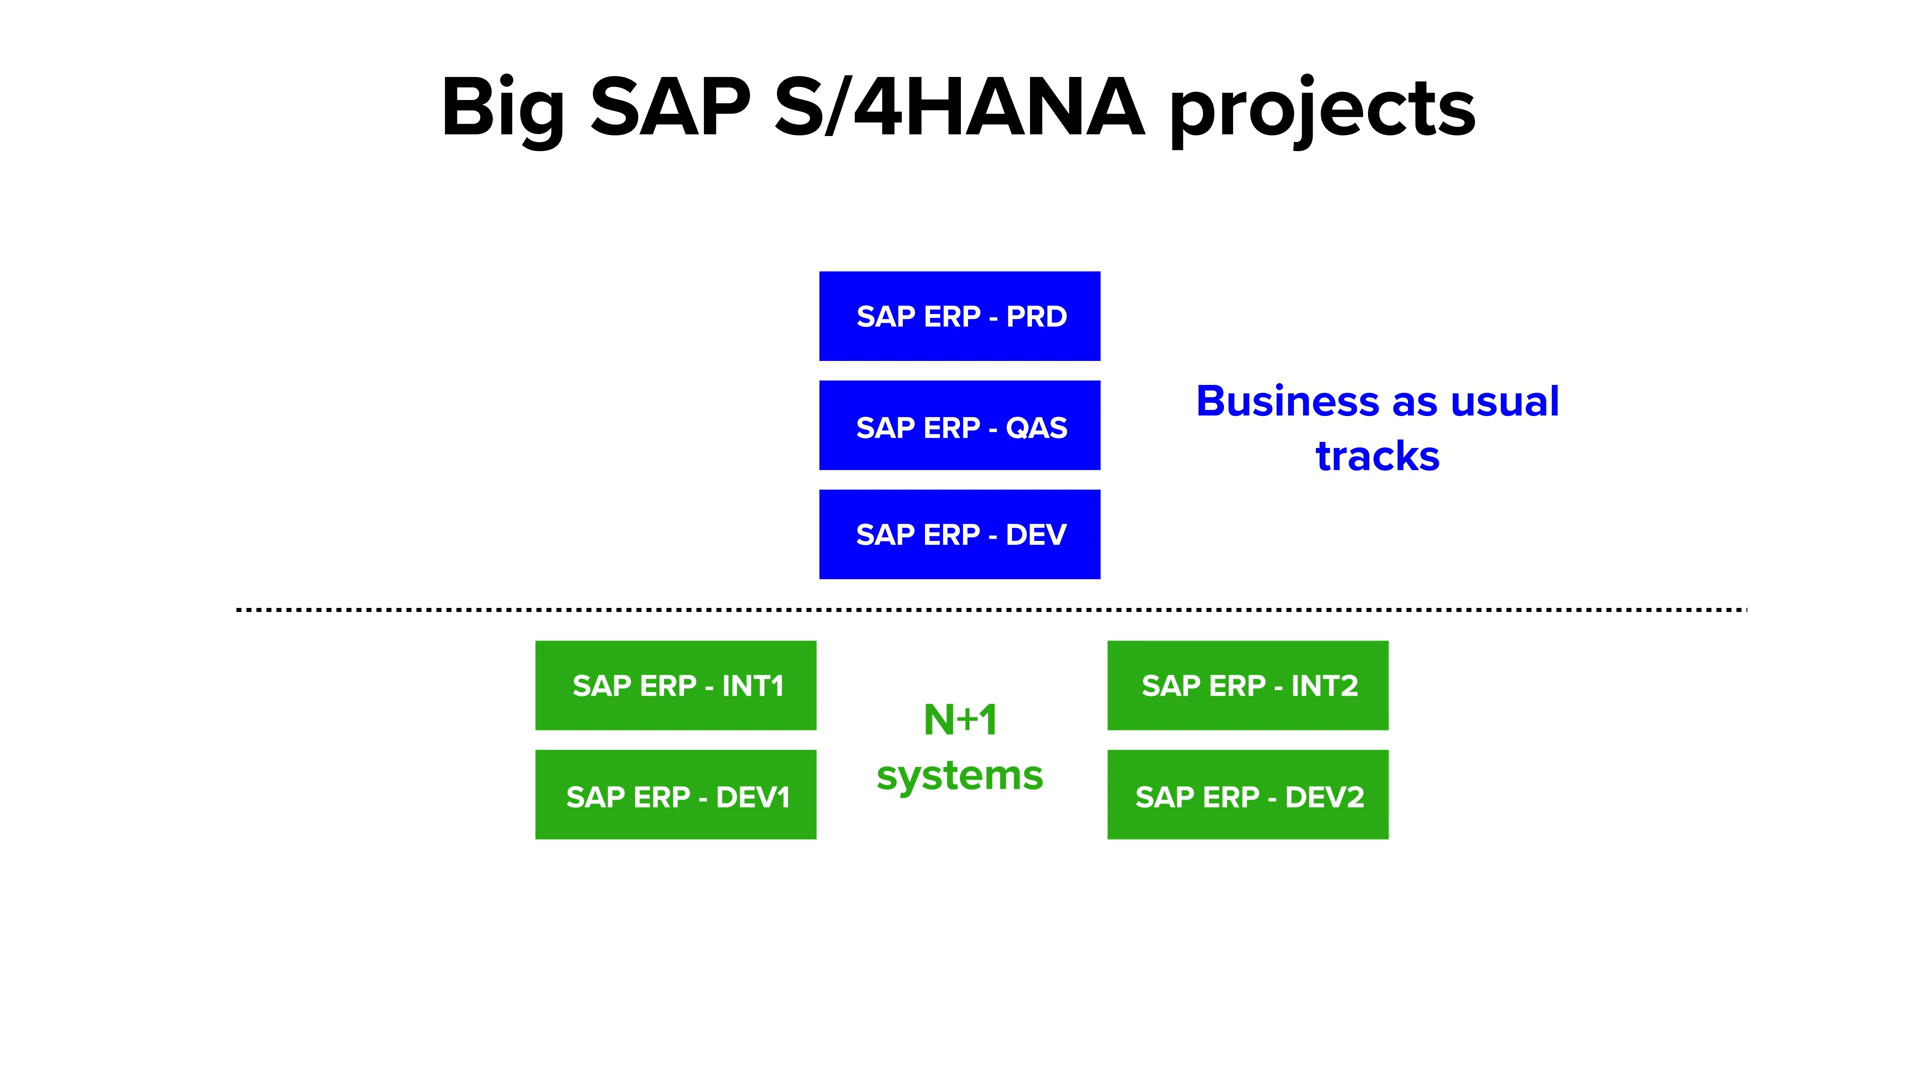 Big SAP S/4HANA projects
SAP ERP - PRD
SAP ERP - QAS
SAP ERP - DEV
Business as usual
tracks
SAP ERP - INT1
SAP ERP - DEV1
N+1
systems
SAP ERP - INT2
SAP ERP - DEV2